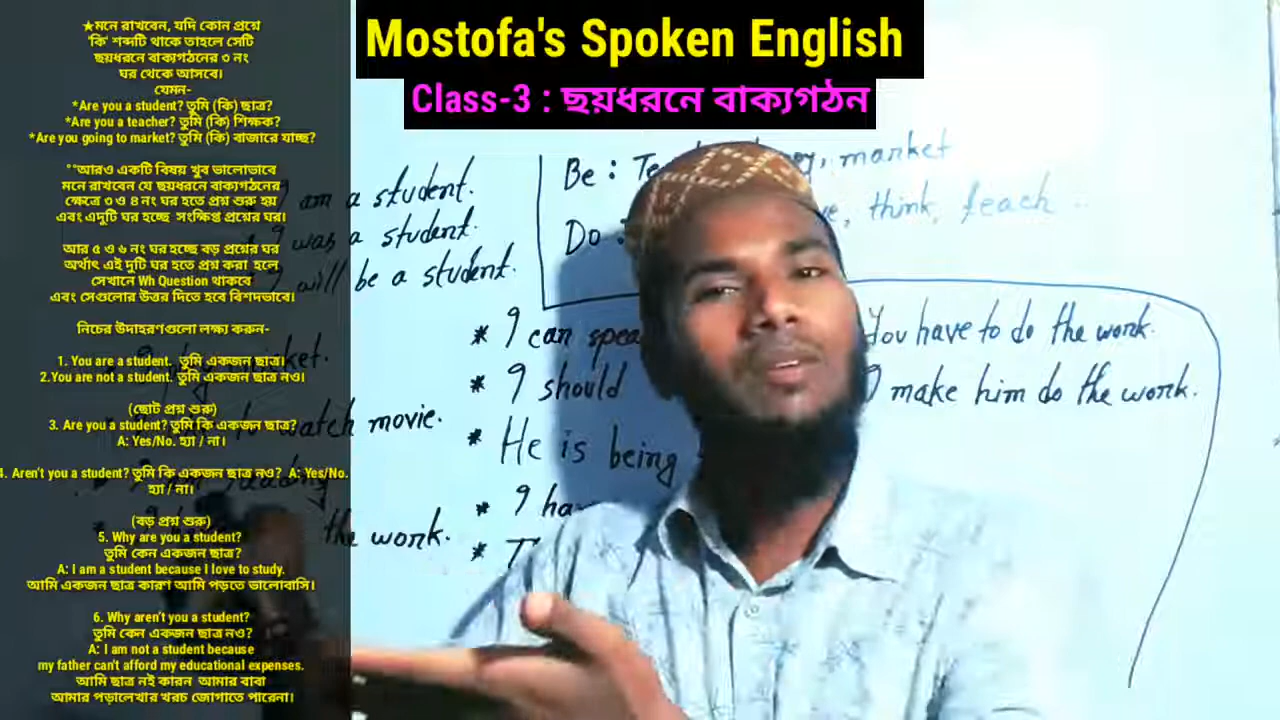 Mostofa's Spoken English
Class-3 : ছয়ধরনে বাক্যগঠন
★মনে রাখবেন, যদি কোন প্রশ্নে
'কি' শব্দটি থাকে তাহলে সেটি
ছয়ধরনে বাক্যগঠনের ৩ নং
ঘর থেকে আসবে।
যেমন-
*Are you a student? তুমি (কি) ছাত্র?
*Are you a teacher? তুমি (কি) শিক্ষক?
*Are you going to market? তুমি (কি) বাজারে যাচ্ছ?
**আরও একটি বিষয় খুব ভালোভাবে
মনে রাখবেন যে ছয়ধরনে বাক্যগঠনের
ক্ষেত্রে ৩ ও ৪ নং ঘর হতে প্রশ্ন শুরু হয়
এবং এদুটি ঘর হচ্ছে সংক্ষিপ্ত প্রশ্নের ঘর।
আর ৫ ও ৬ নং ঘর হচ্ছে বড় প্রশ্নের ঘর
অর্থাৎ এই দুটি ঘর হতে প্রশ্ন করা হলে
সেখানে Wh Question থাকবে
এবং সেগুলোর উত্তর দিতে হবে বিশদভাবে।
নিচের উদাহরণগুলো লক্ষ্য করুন-
1. You are a student. তুমি একজন ছাত্র।
2.You are not a student. তুমি একজন ছাত্র নও।
(ছোট প্রশ্ন শুরু)
3. Are you a student? তুমি কি একজন ছাত্র?
A: Yes/No. হ্যা / না।
4. Aren't you a student? তুমি কি একজন ছাত্র নও? A: Yes/No.
হ্যা / না।
(বড় প্রশ্ন শুরু)
5. Why are you a student?
তুমি কেন একজন ছাত্র?
A: I am a student because I love to study.
আমি একজন ছাত্র কারণ আমি পড়তে ভালোবাসি।
6. Why aren't you a student?
তুমি কেন একজন ছাত্র নও?
A: I am not a student because
my father can't afford my educational expenses.
আমি ছাত্র নই কারন আমার বাবা
আমার পড়ালেখার খরচ জোগাতে পারেনা।
I am a student.
I was a student.
I will be a student.
to watch movie.
reading
the work.
Be : market
Do : think, teach ..
* I can
* I should
* He is being
* I
*
You have to do the work.
I make him do the work.